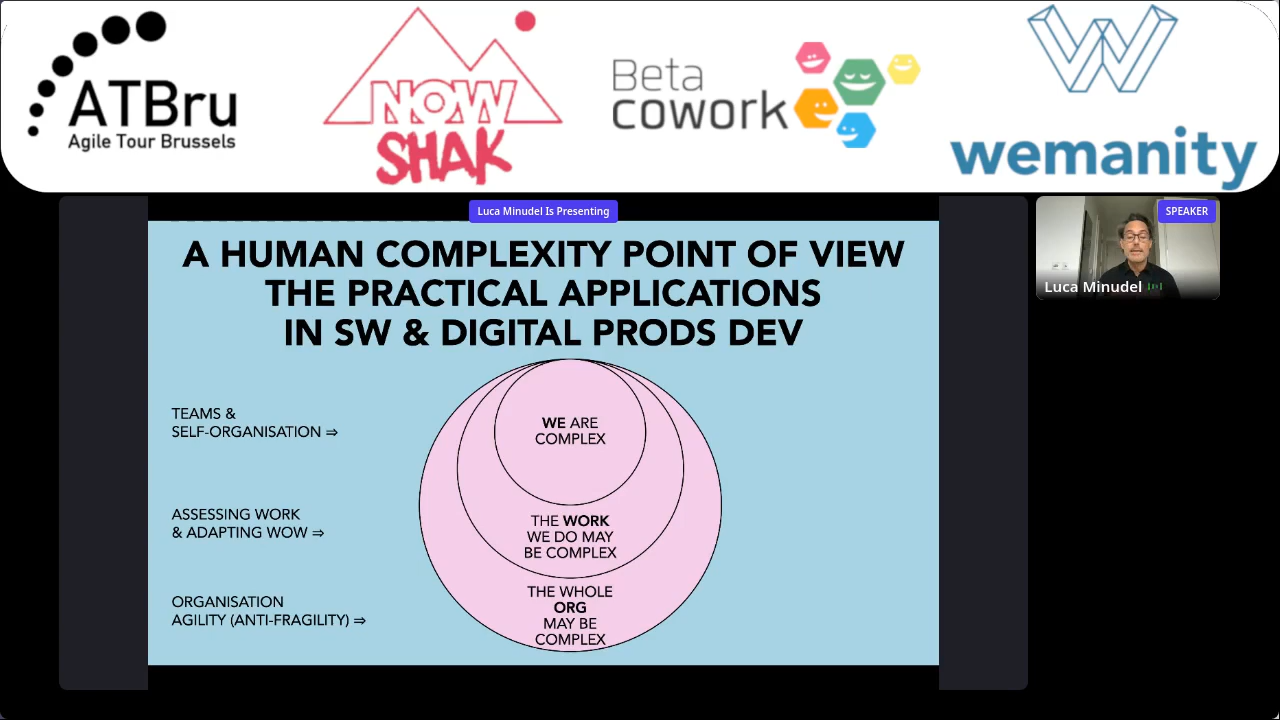 ATBru
Agile Tour Brussels
NOW
SHAK
Beta
cowork
wemanity
Luca Minudel Is Presenting
SPEAKER
Luca Minudel
A HUMAN COMPLEXITY POINT OF VIEW
THE PRACTICAL APPLICATIONS
IN SW & DIGITAL PRODS DEV
TEAMS &
SELF-ORGANISATION ⇒
WE ARE
COMPLEX
ASSESSING WORK
& ADAPTING WOW ⇒
THE WORK
WE DO MAY
BE COMPLEX
ORGANISATION
AGILITY (ANTI-FRAGILITY) ⇒
THE WHOLE
ORG
MAY BE
COMPLEX